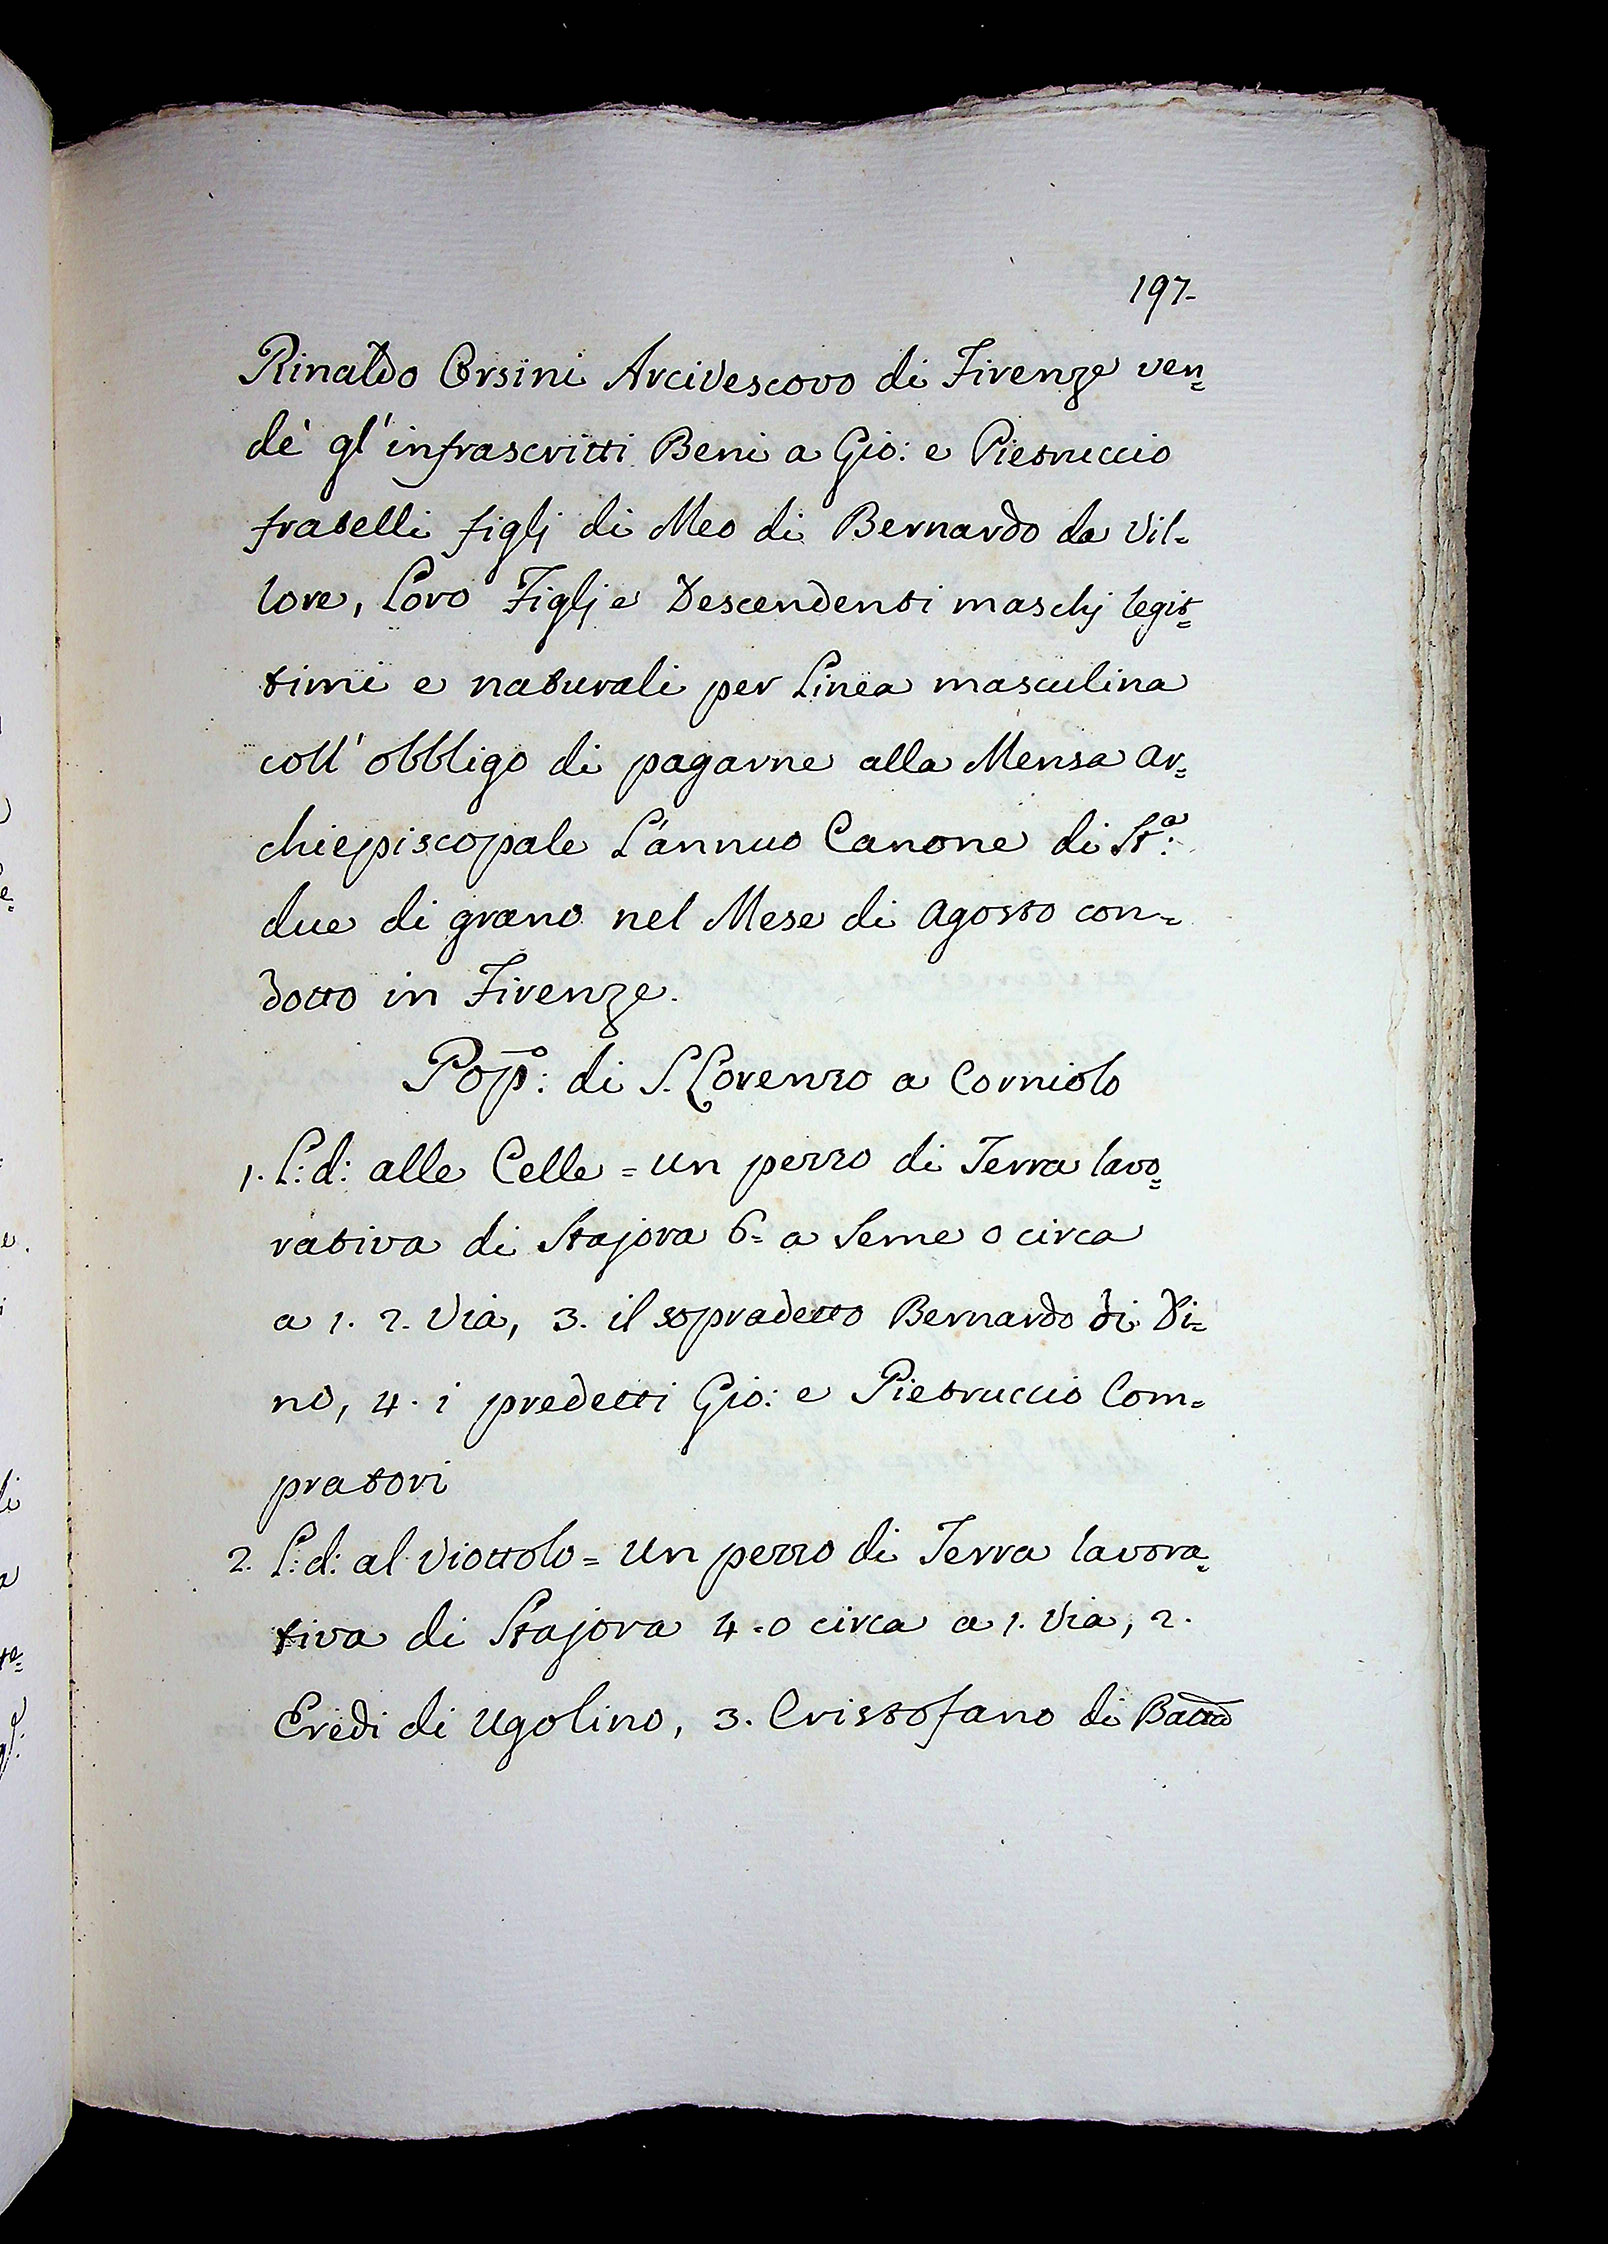 197.
Rinaldo Orsini Arcivescovo di Firenze ven=
dè gl'infrascritti Beni a Gio: e Pietruccio
fratelli figlj di Meo di Bernardo da Vil=
lore, Loro Figlj e Descendenti maschj legit=
timi e naturali per Linea masculina
coll'obbligo di pagarne alla Mensa ar=
chiepiscopale L'annuo Canone di St.ª
due di grano nel Mese di Agosto con=
dotto in Firenze.
Pop:º di S. Lorenzo a Corniolo
1. L:d: alle Celle = un pezzo di Terra lavo=
rativa di Stajora 6= a Seme o circa
a 1. 2. Via, 3. il sopradetto Bernardo di Di=
no, 4. i predetti Gio: e Pietruccio Com=
pratori
2. L:d: al Viottolo = un pezzo di Terra lavora=
tiva di Stajora 4. o circa a 1. Via, 2.
Eredi di Ugolino, 3. Cristofano di